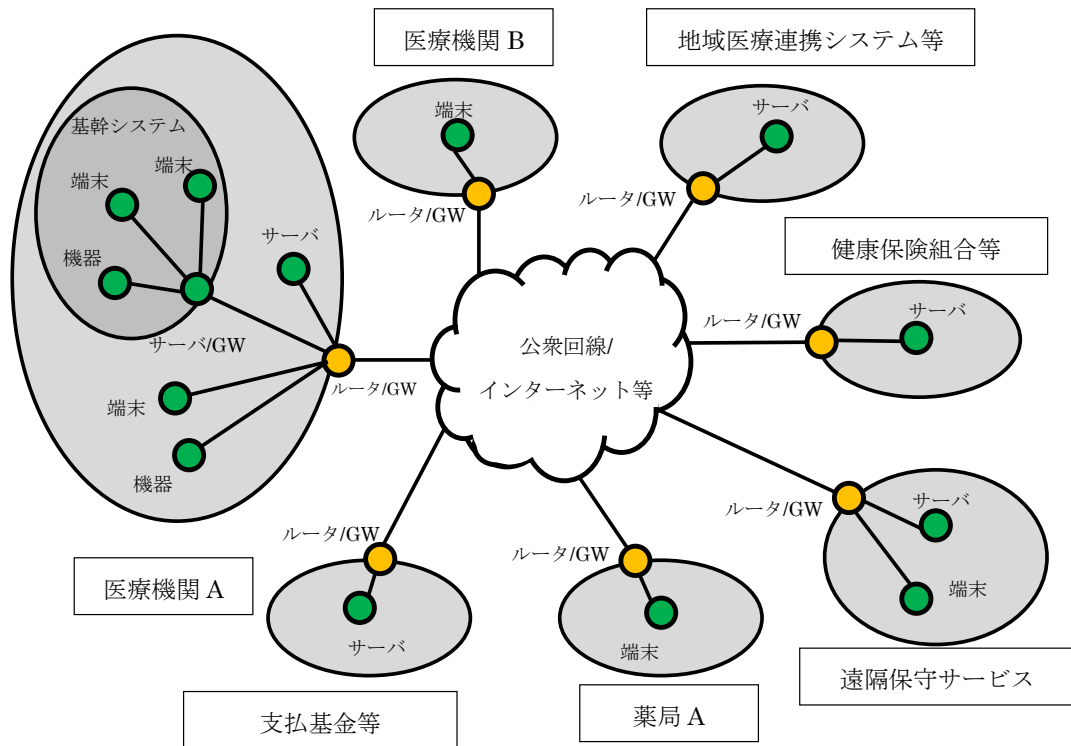 医療機関 B
地域医療連携システム等
端末
サーバ
ルータ/GW
ルータ/GW
基幹システム
端末
端末
機器
サーバ/GW
サーバ
ルータ/GW
端末
機器
医療機関 A
公衆回線/
インターネット等
健康保険組合等
ルータ/GW
サーバ
ルータ/GW
サーバ
端末
遠隔保守サービス
ルータ/GW
サーバ
支払基金等
ルータ/GW
端末
薬局 A